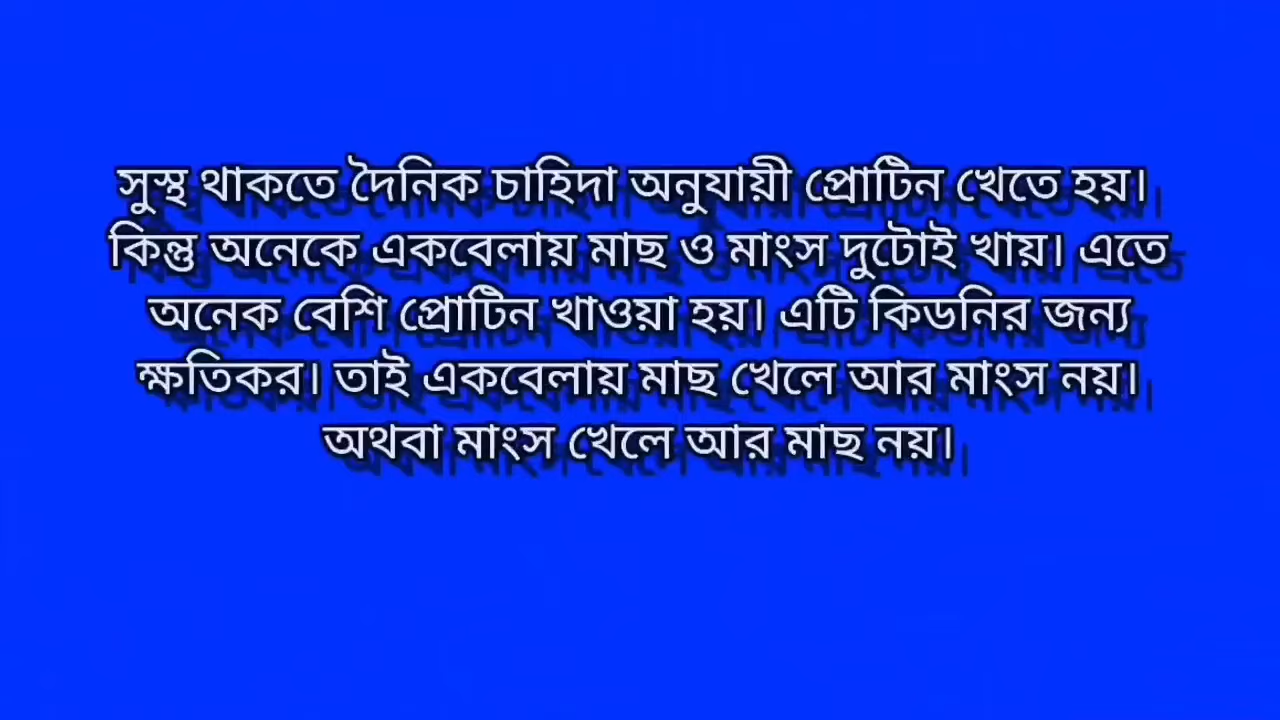 সুস্থ থাকতে দৈনিক চাহিদা অনুযায়ী প্রোটিন খেতে হয়।
কিন্তু অনেকে একবেলায় মাছ ও মাংস দুটোই খায়। এতে
অনেক বেশি প্রোটিন খাওয়া হয়। এটি কিডনির জন্য
ক্ষতিকর। তাই একবেলায় মাছ খেলে আর মাংস নয়।
অথবা মাংস খেলে আর মাছ নয়।